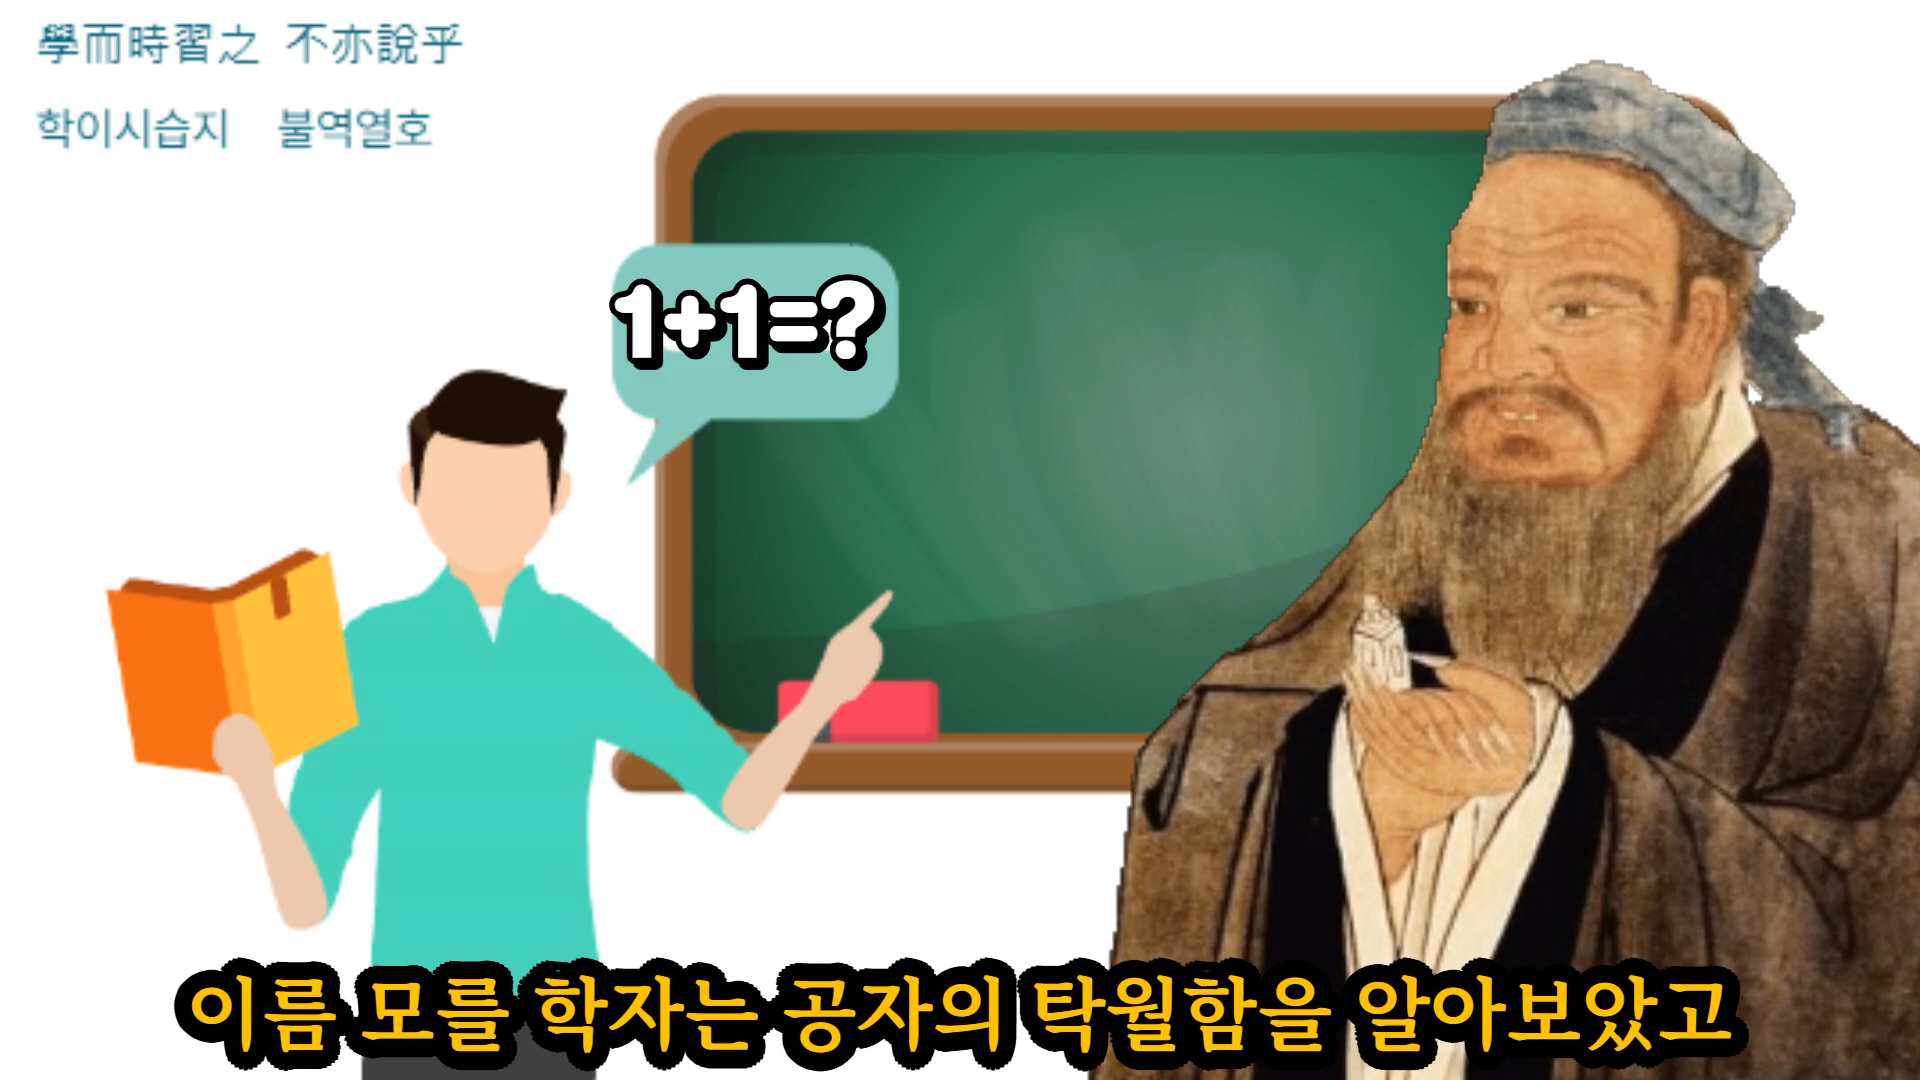 學而時習之 不亦說乎
학이시습지 불역열호
1+1=?
이름 모를 학자는 공자의 탁월함을 알아보았고